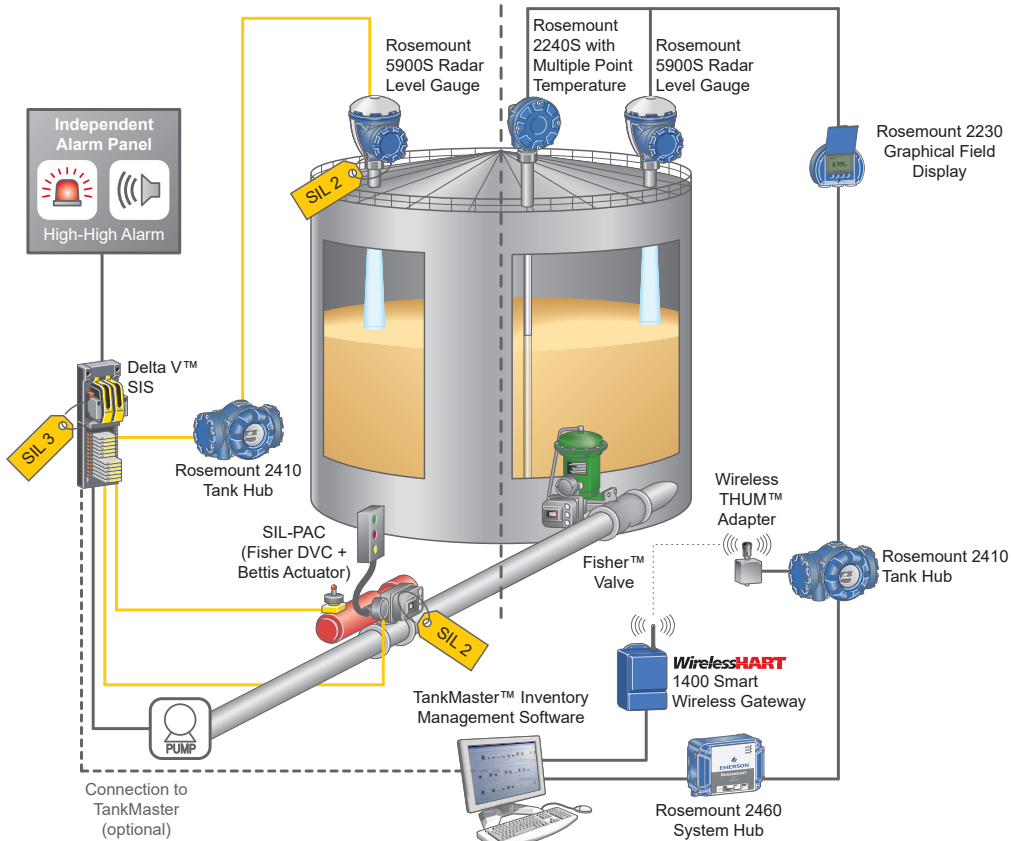 Rosemount
5900S Radar
Level Gauge
Rosemount
2240S with
Multiple Point
Temperature
Rosemount
5900S Radar
Level Gauge
Independent
Alarm Panel
High-High Alarm
Rosemount 2230
Graphical Field
Display
SIL 2
Delta V™
SIS
SIL 3
Rosemount 2410
Tank Hub
SIL-PAC
(Fisher DVC +
Bettis Actuator)
SIL 2
Fisher™
Valve
Wireless
THUM™
Adapter
Rosemount 2410
Tank Hub
WirelessHART
1400 Smart
Wireless Gateway
TankMaster™ Inventory
Management Software
PUMP
Connection to
TankMaster
(optional)
EMERSON
ROSEMOUNT
Rosemount 2460
System Hub